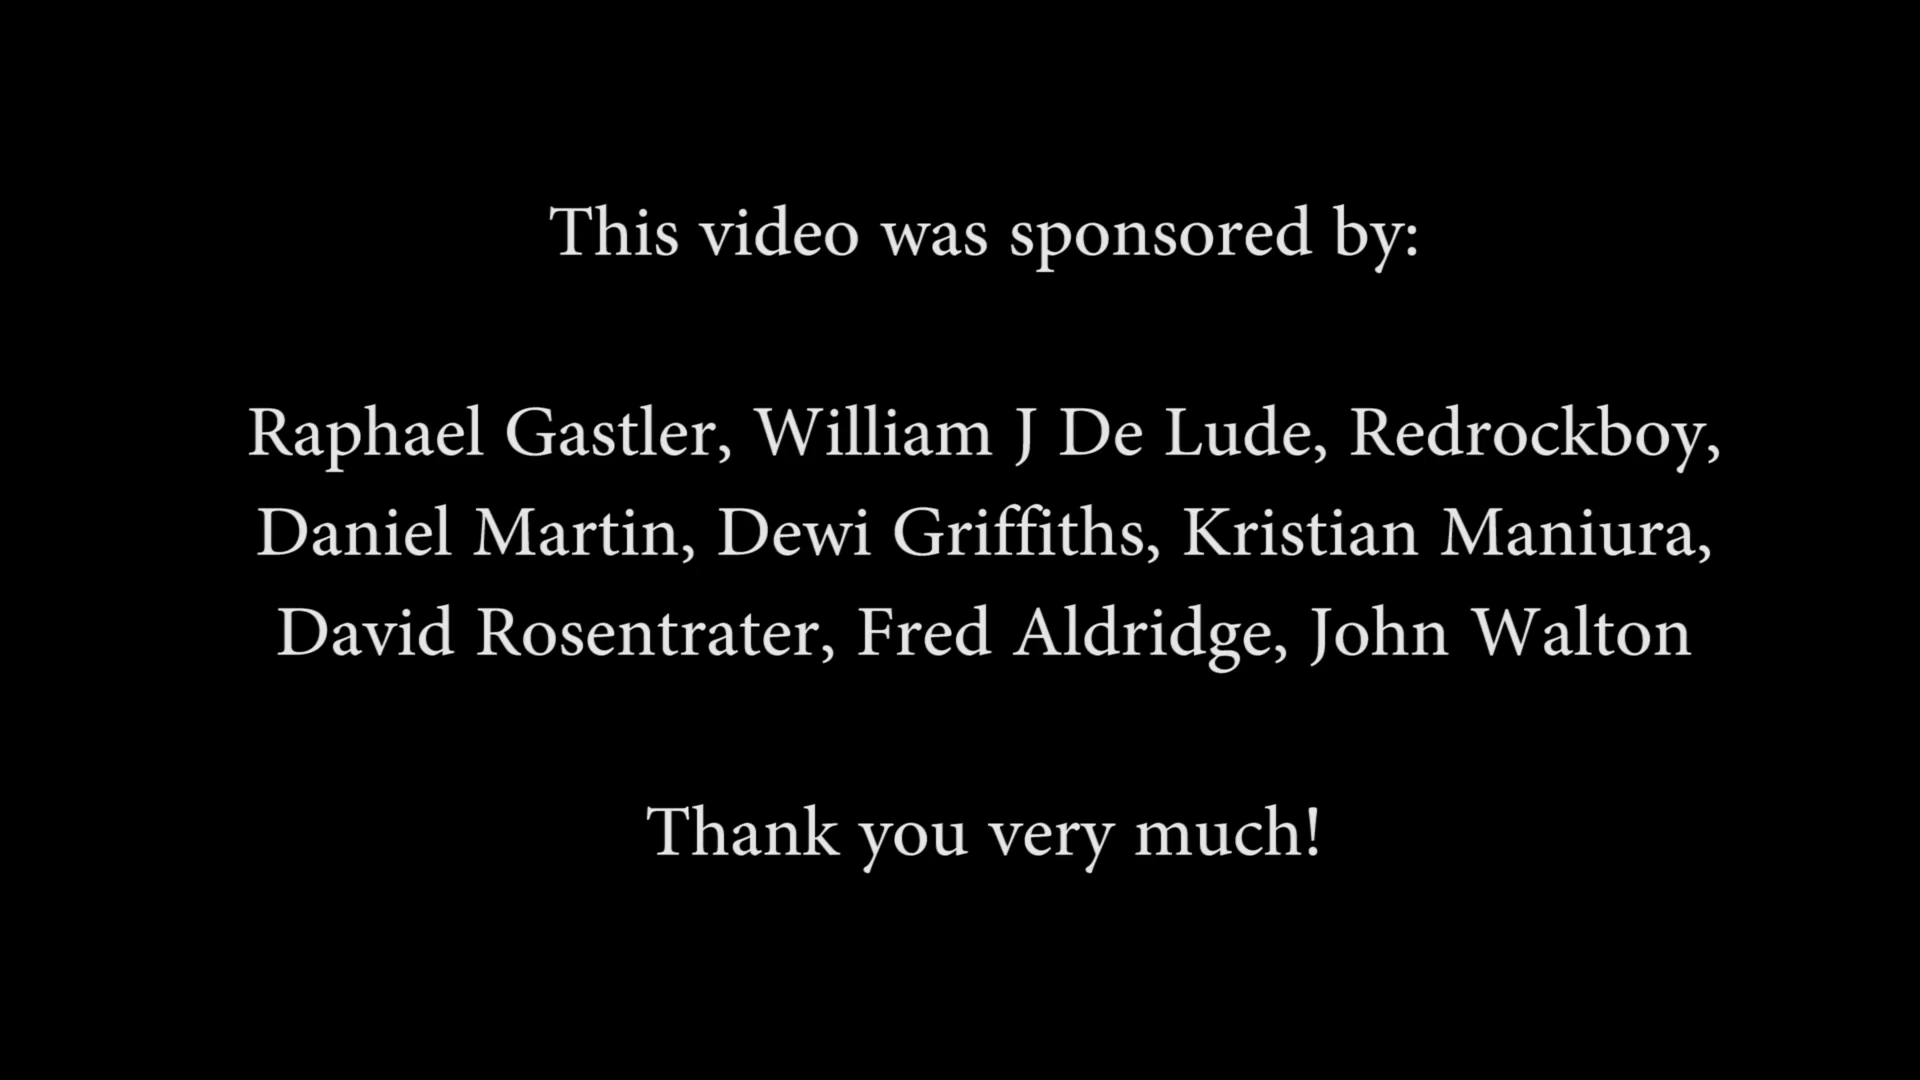 This video was sponsored by:
Raphael Gastler, William J De Lude, Redrockboy,
Daniel Martin, Dewi Griffiths, Kristian Maniura,
David Rosentrater, Fred Aldridge, John Walton
Thank you very much!